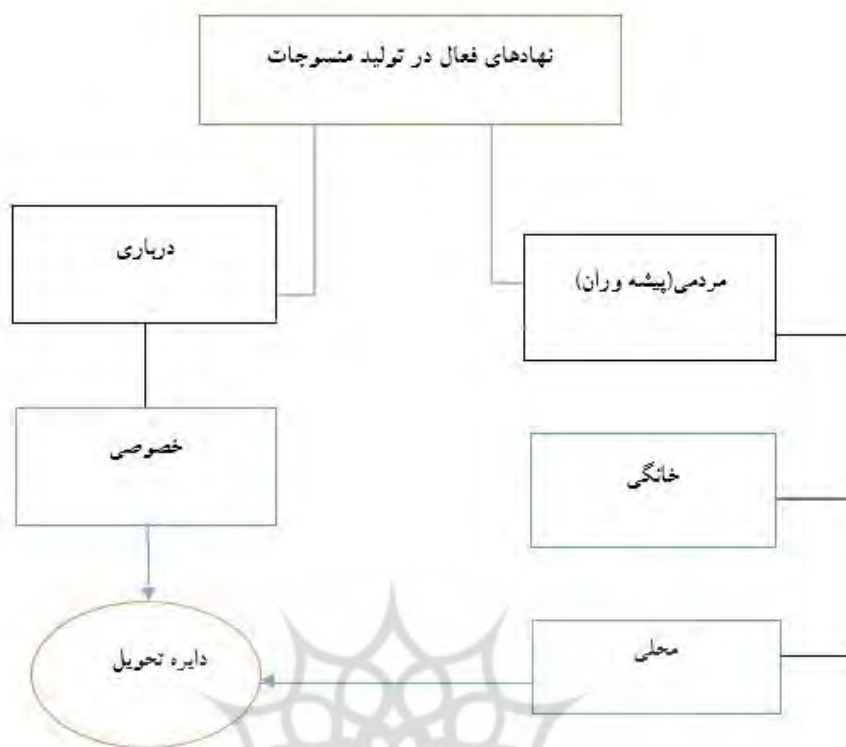 نهادهای فعال در تولید منسوجات
مردمی(پیشه وران)
درباری
خصوصی
خانگی
محلی
دایره تحویل